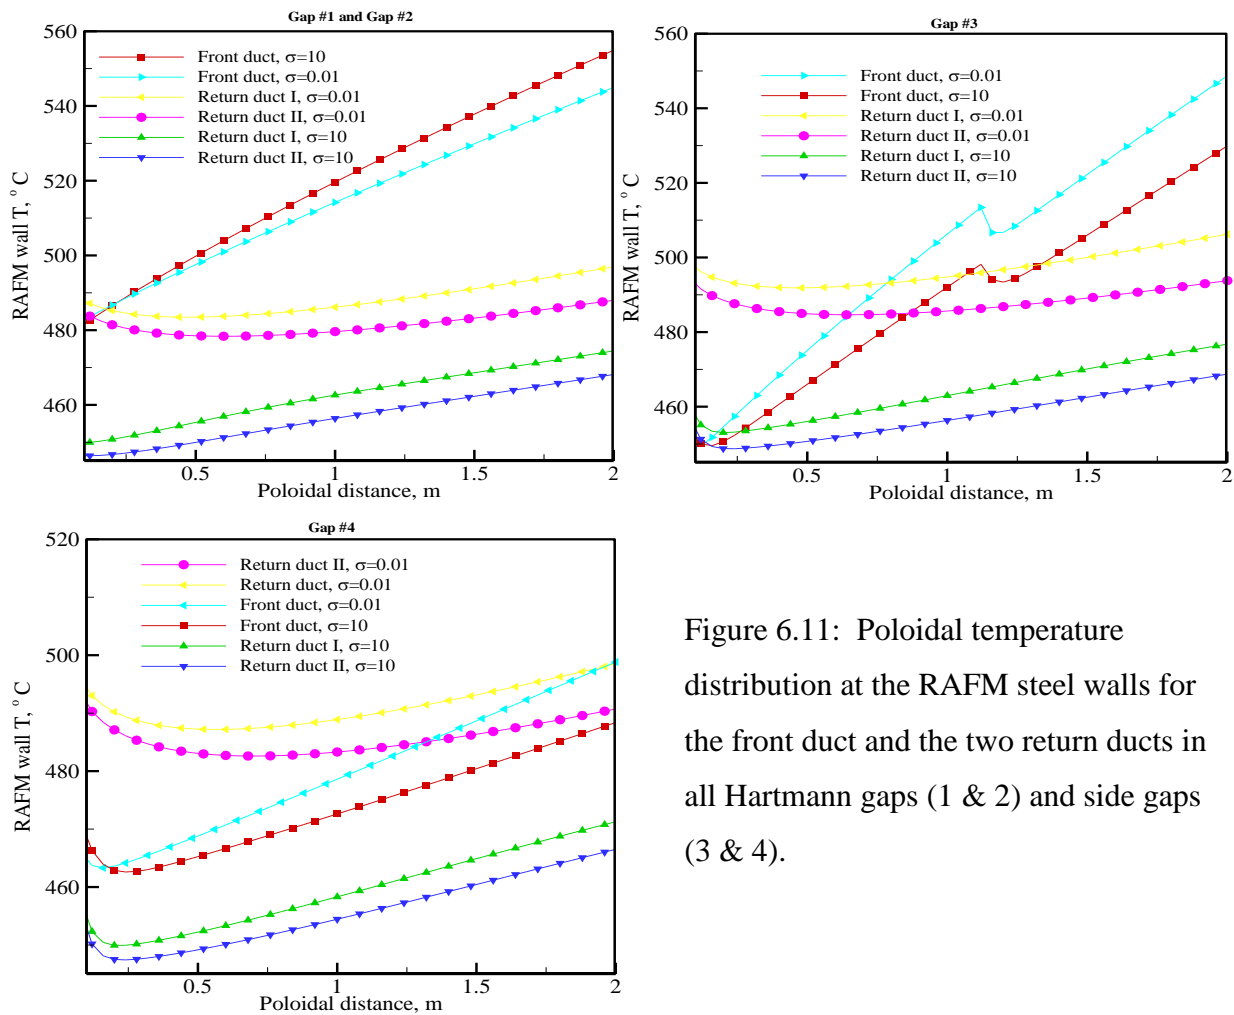 Gap #1 and Gap #2
560
540
520
500
480
460
RAFM wall T, ° C
Front duct, σ=10
Front duct, σ=0.01
Return duct I, σ=0.01
Return duct II, σ=0.01
Return duct I, σ=10
Return duct II, σ=10
0.5 1 1.5 2
Poloidal distance, m
Gap #3
560
540
520
500
480
460
RAFM wall T, ° C
Front duct, σ=0.01
Front duct, σ=10
Return duct I, σ=0.01
Return duct II, σ=0.01
Return duct I, σ=10
Return duct II, σ=10
0.5 1 1.5 2
Poloidal distance, m
Gap #4
520
500
480
460
RAFM wall T, ° C
Return duct II, σ=0.01
Return duct, σ=0.01
Front duct, σ=0.01
Front duct, σ=10
Return duct I, σ=10
Return duct II, σ=10
0.5 1 1.5 2
Poloidal distance, m
Figure 6.11: Poloidal temperature
distribution at the RAFM steel walls for
the front duct and the two return ducts in
all Hartmann gaps (1 & 2) and side gaps
(3 & 4).